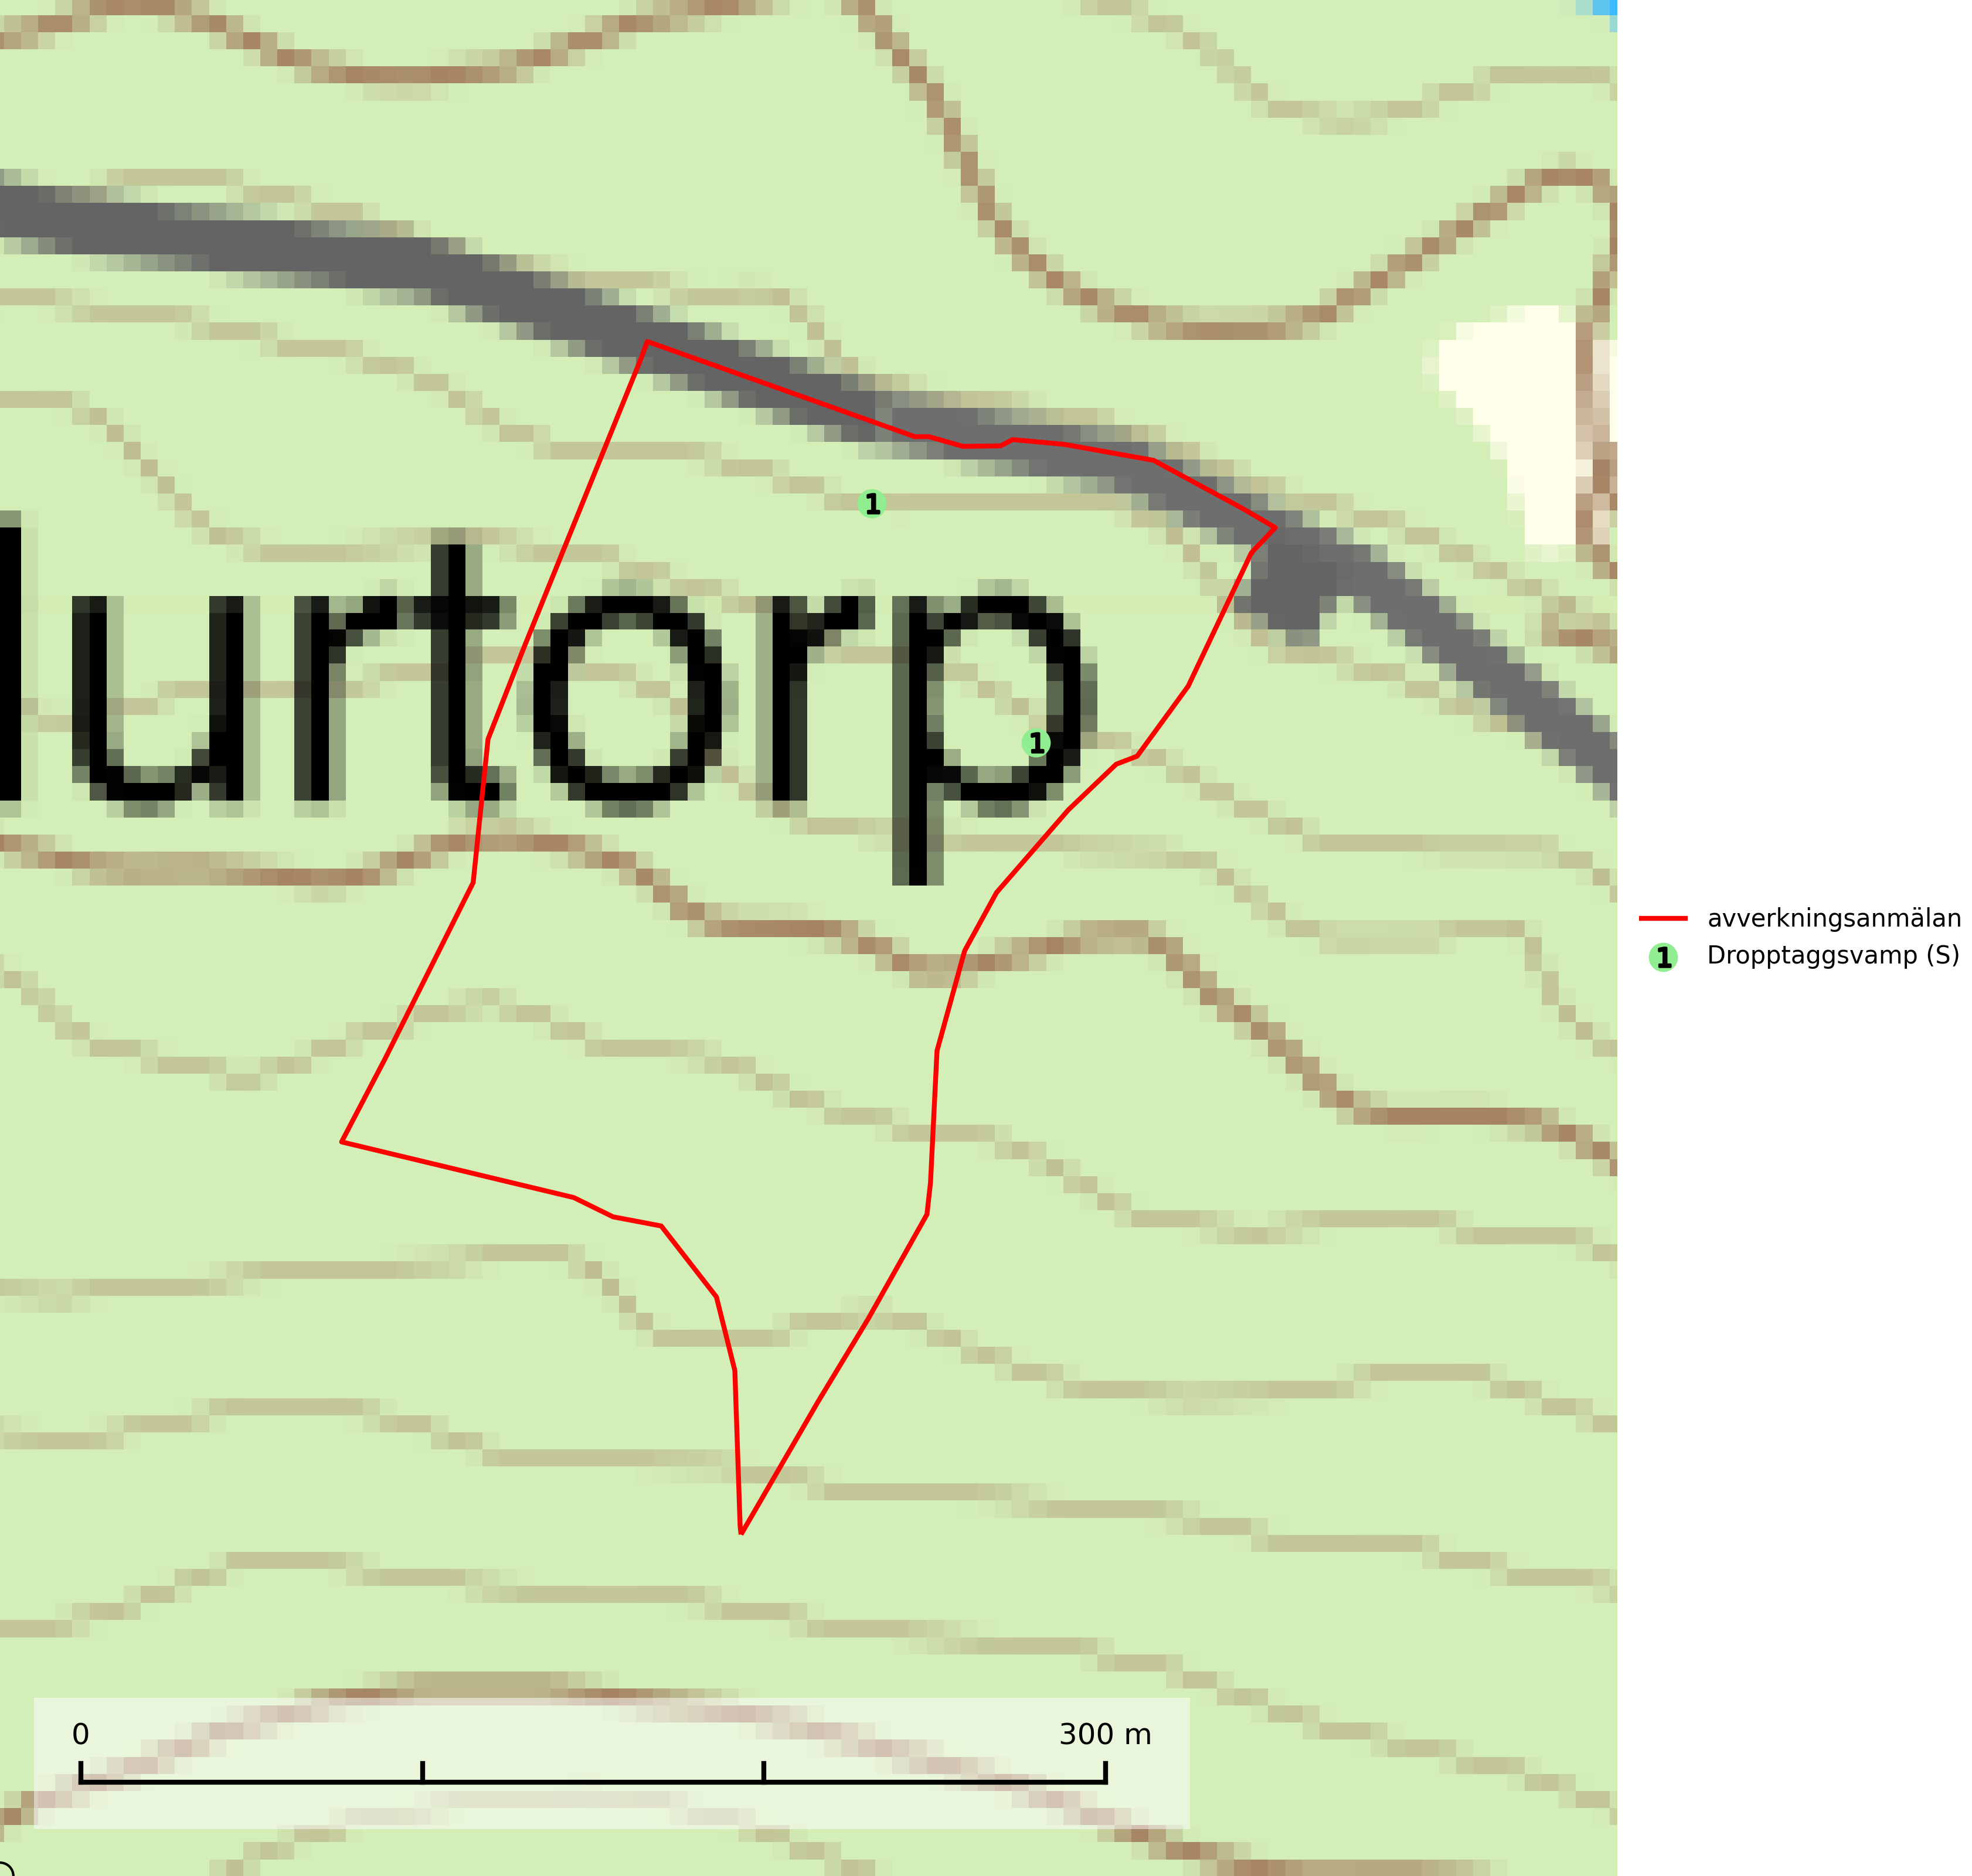 1
lurtorp
1
avverkningsanmälan
1 Dropptaggsvamp (S)
0 300 m